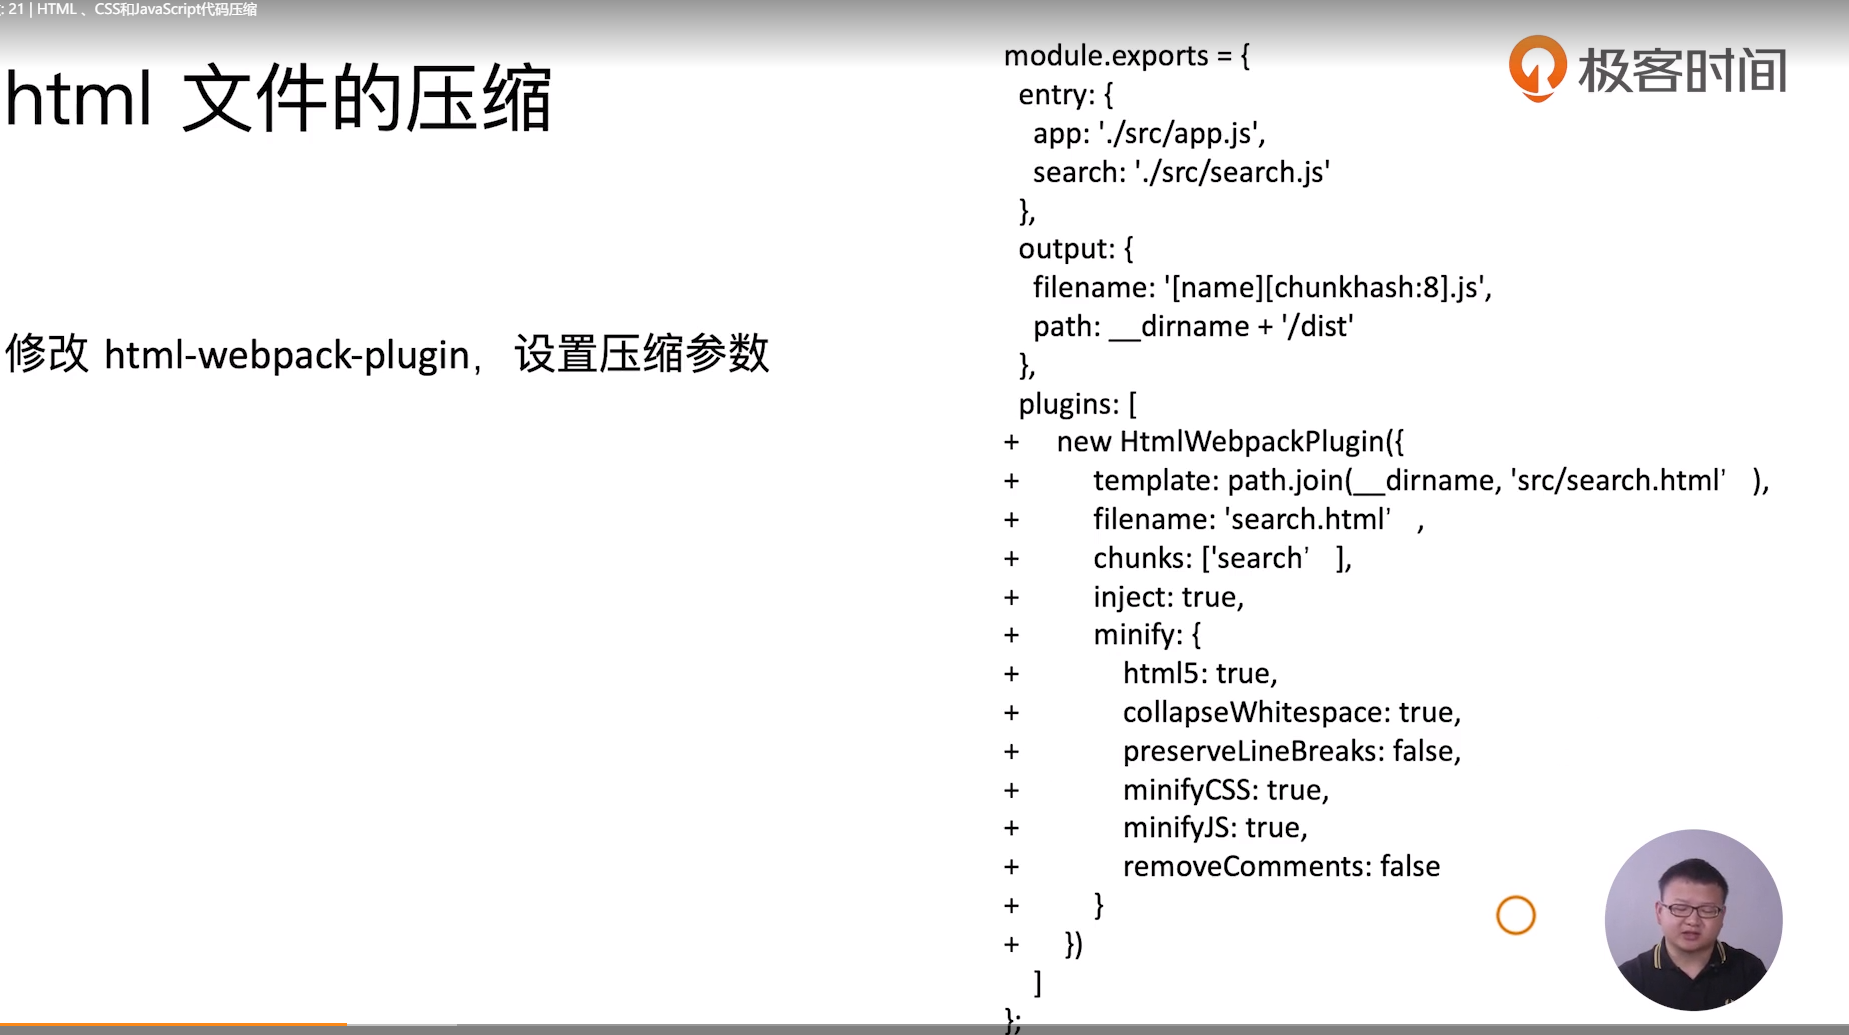 : 21 | HTML 、CSS和JavaScript代码压缩
极客时间
html 文件的压缩
修改 html-webpack-plugin，设置压缩参数
module.exports = {
entry: {
app: './src/app.js',
search: './src/search.js'
},
output: {
filename: '[name][chunkhash:8].js',
path: __dirname + '/dist'
},
plugins: [
+ new HtmlWebpackPlugin({
+ template: path.join(__dirname, 'src/search.html’ ),
+ filename: 'search.html’ ,
+ chunks: ['search’ ],
+ inject: true,
+ minify: {
+ html5: true,
+ collapseWhitespace: true,
+ preserveLineBreaks: false,
+ minifyCSS: true,
+ minifyJS: true,
+ removeComments: false
+ }
+ })
]
};